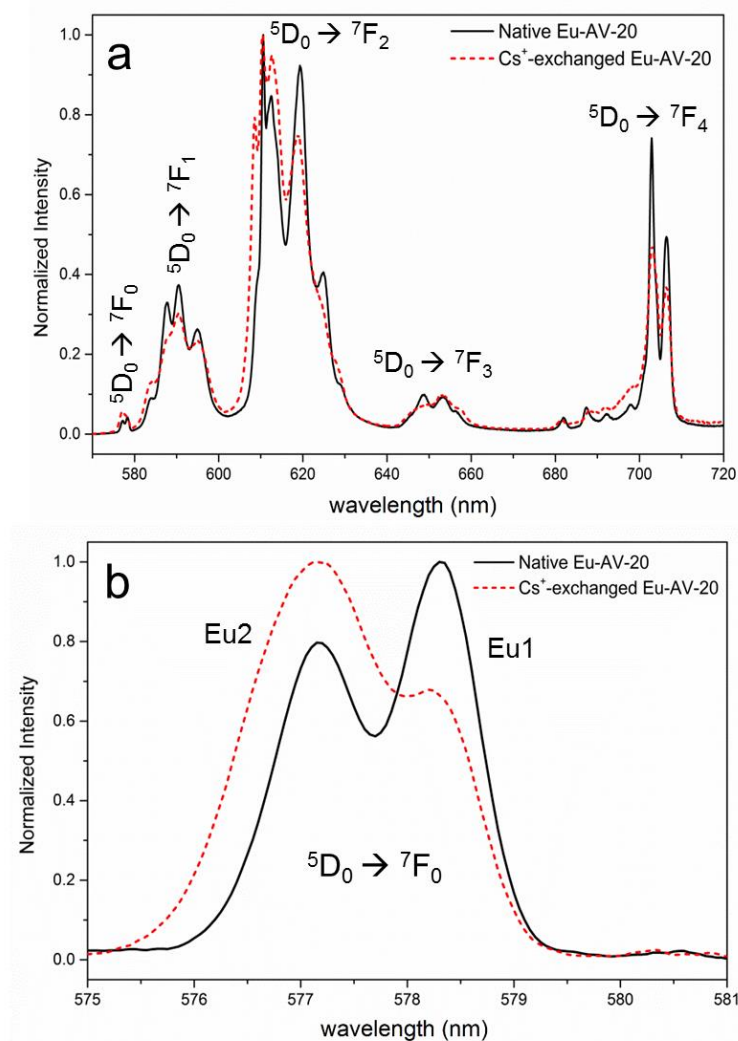 a
⁵D₀ → ⁷F₂
Native Eu-AV-20
Cs⁺-exchanged Eu-AV-20
⁵D₀ → ⁷F₄
⁵D₀ → ⁷F₁
⁵D₀ → ⁷F₀
⁵D₀ → ⁷F₃
Normalized Intensity
1.0
0.8
0.6
0.4
0.2
0.0
580 600 620 640 660 680 700 720
wavelength (nm)
b
Native Eu-AV-20
Cs⁺-exchanged Eu-AV-20
Eu2
Eu1
⁵D₀ → ⁷F₀
Normalized Intensity
1.0
0.8
0.6
0.4
0.2
0.0
575 576 577 578 579 580 581
wavelength (nm)